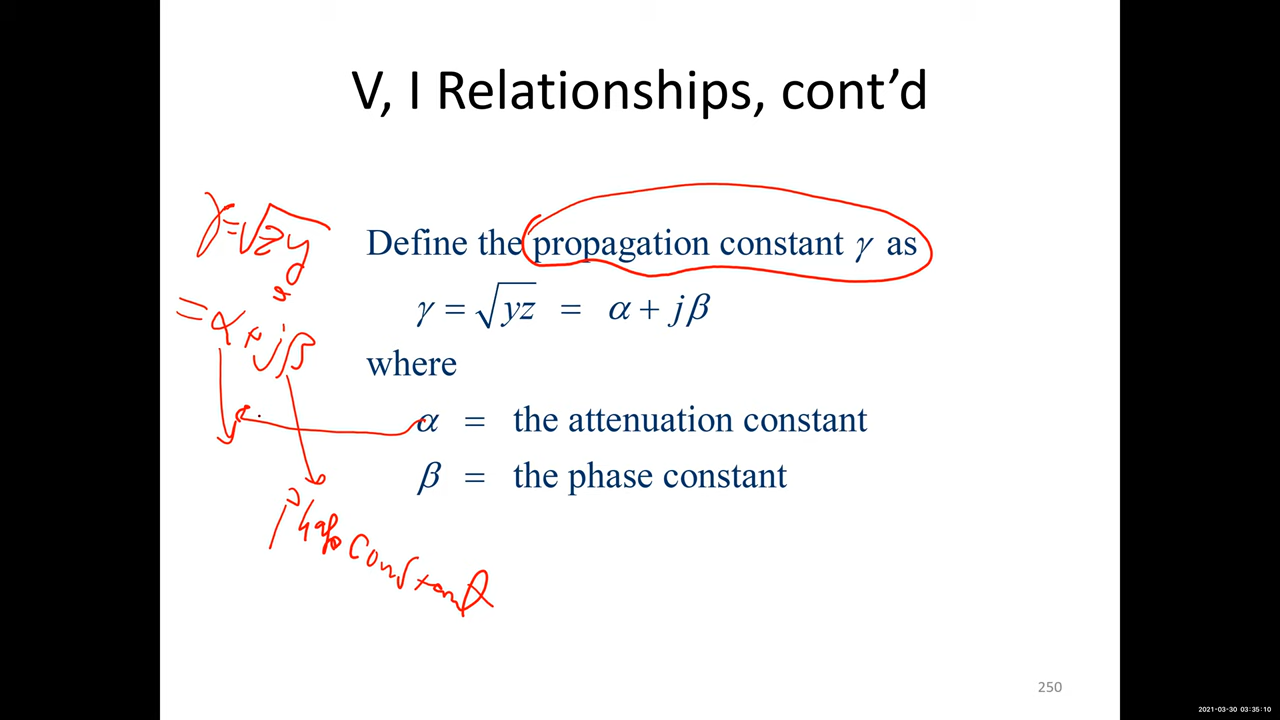 V, I Relationships, cont’d
γ = √zy
= α + jβ
Define the propagation constant γ as
γ = √yz = α + jβ
where
α = the attenuation constant
β = the phase constant
constant
250
2021-03-30 03:35:10